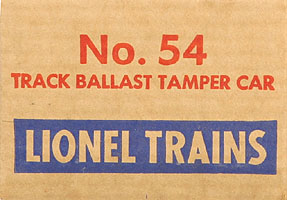 No. 54
TRACK BALLAST TAMPER CAR
LIONEL TRAINS